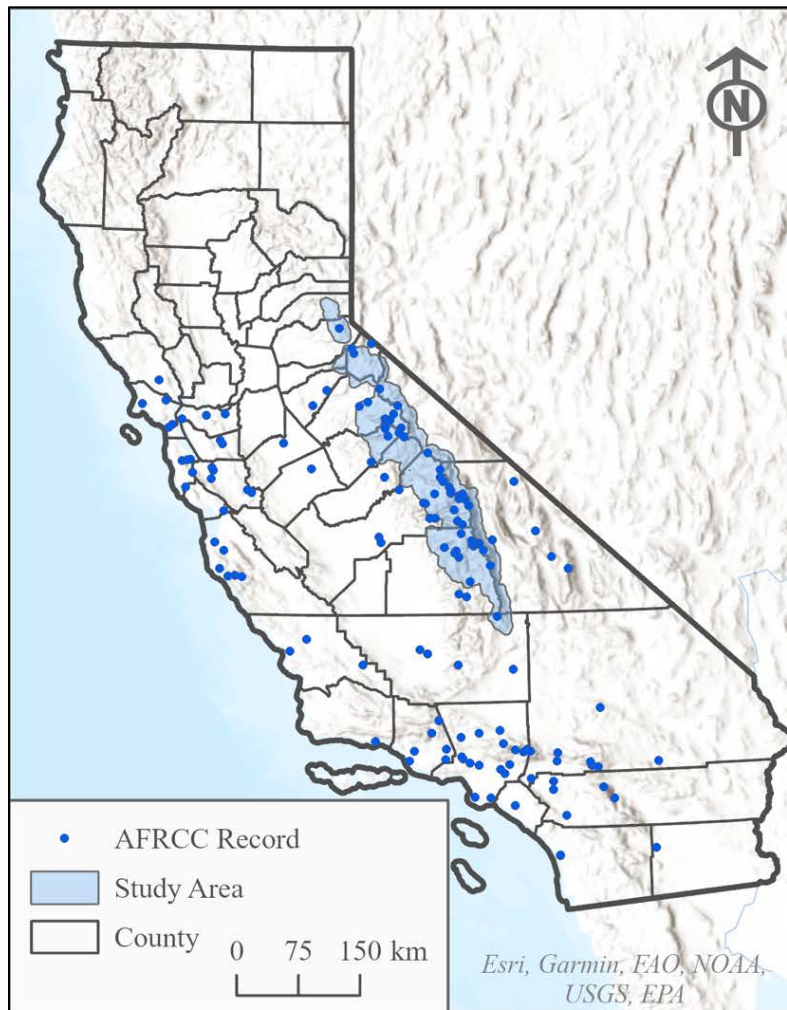 N
AFRCC Record
Study Area
County
0 75 150 km
Esri, Garmin, FAO, NOAA,
USGS, EPA